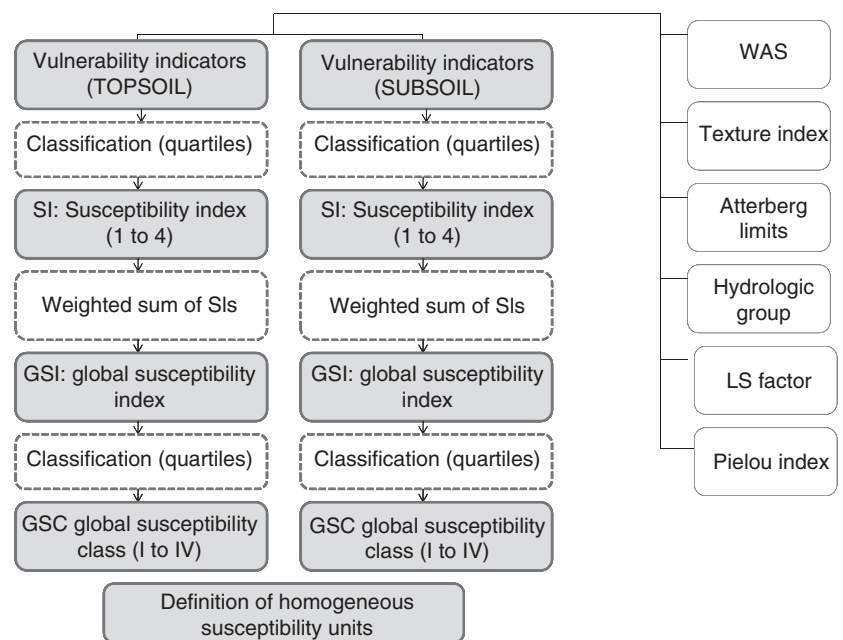 Vulnerability indicators
(TOPSOIL)
Classification (quartiles)
SI: Susceptibility index
(1 to 4)
Weighted sum of SIs
GSI: global susceptibility
index
Classification (quartiles)
GSC global susceptibility
class (I to IV)
Vulnerability indicators
(SUBSOIL)
Classification (quartiles)
SI: Susceptibility index
(1 to 4)
Weighted sum of SIs
GSI: global susceptibility
index
Classification (quartiles)
GSC global susceptibility
class (I to IV)
Definition of homogeneous
susceptibility units
WAS
Texture index
Atterberg
limits
Hydrologic
group
LS factor
Pielou index